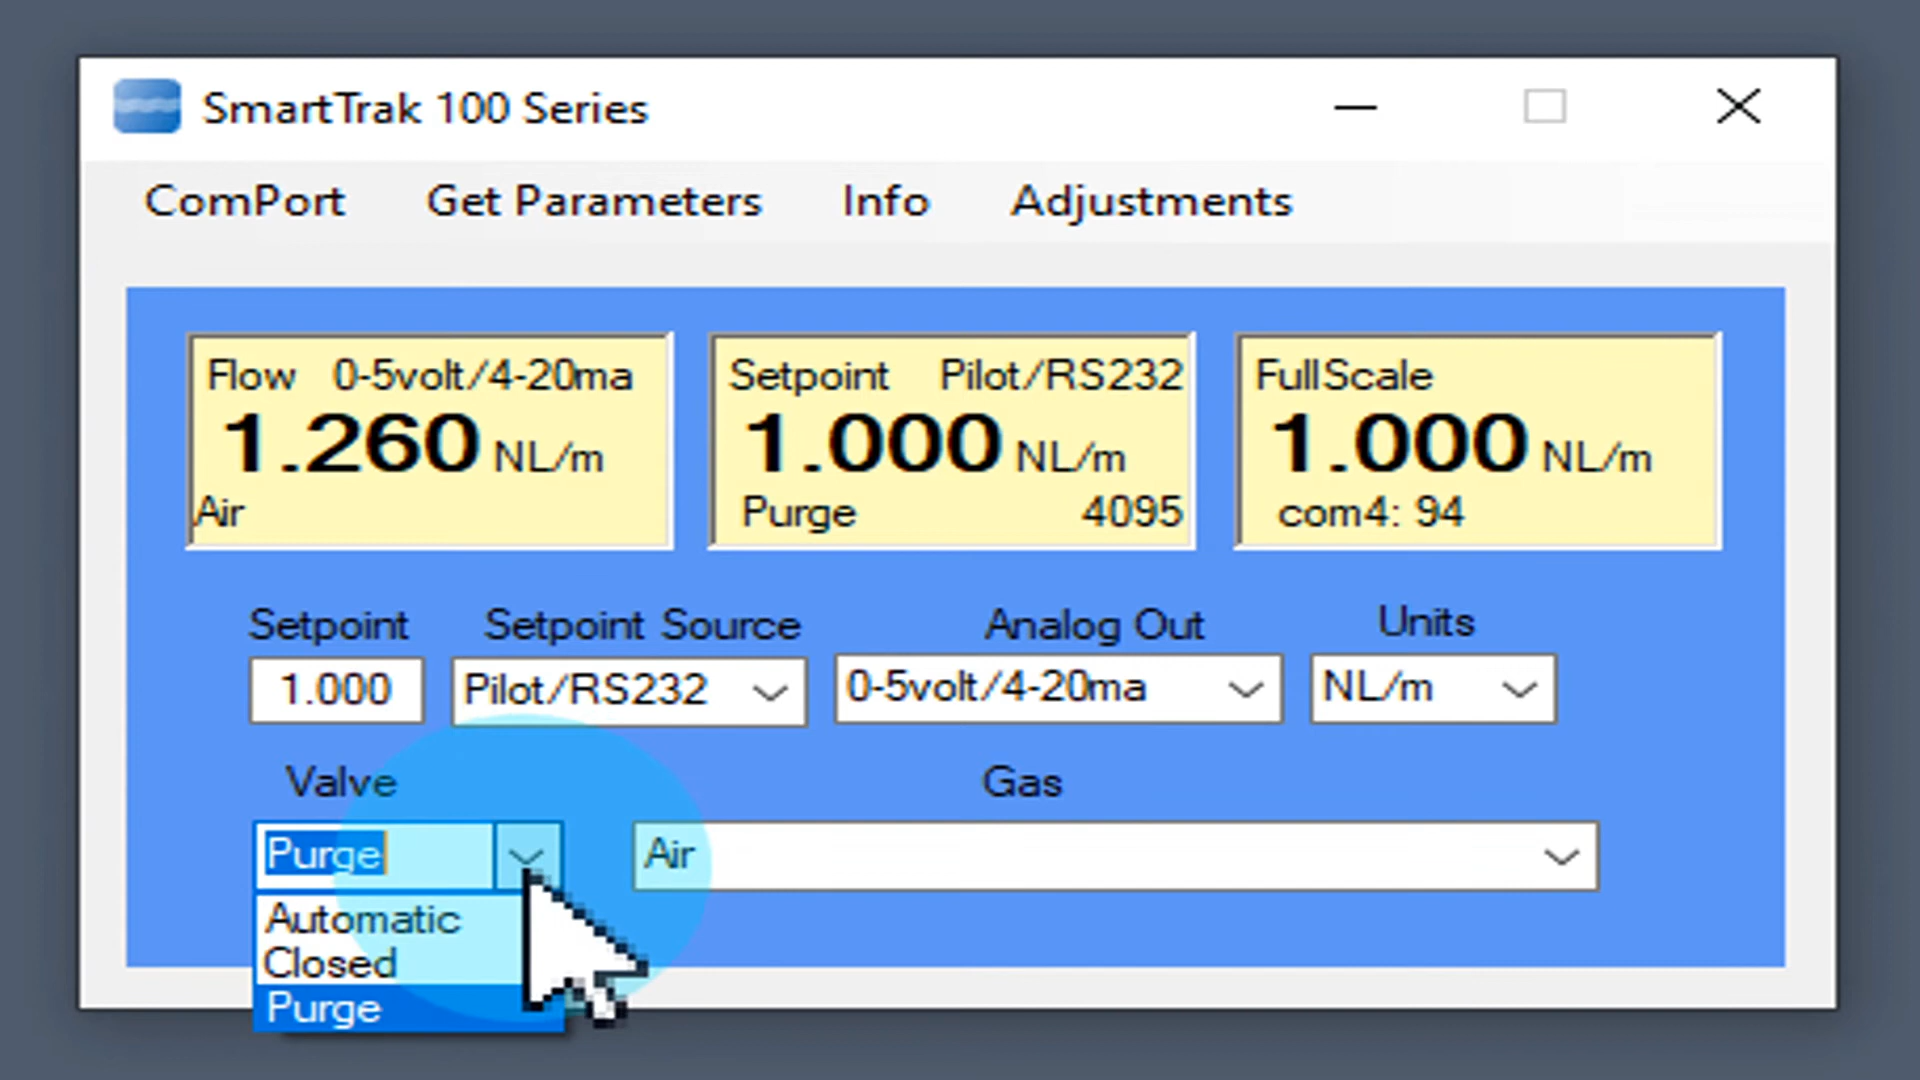 SmartTrak 100 Series
ComPort Get Parameters Info Adjustments
Flow 0-5volt/4-20ma
1.260 NL/m
Air
Setpoint Pilot/RS232
1.000 NL/m
Purge 4095
FullScale
1.000 NL/m
com4: 94
Setpoint Setpoint Source Analog Out Units
1.000 Pilot/RS232 0-5volt/4-20ma NL/m
Valve Gas
Purge Air
Automatic
Closed
Purge